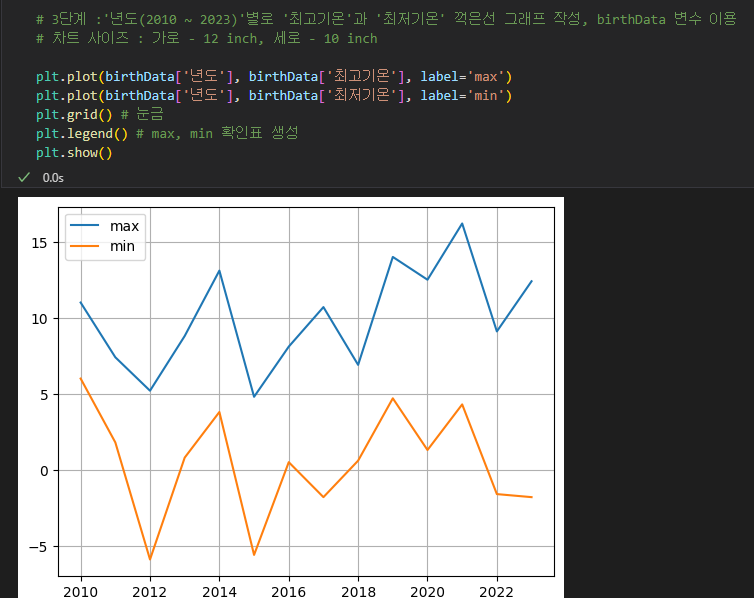 # 3단계 :'년도(2010 ~ 2023)'별로 '최고기온'과 '최저기온' 꺽은선 그래프 작성, birthData 변수 이용
# 차트 사이즈 : 가로 - 12 inch, 세로 - 10 inch
plt.plot(birthData['년도'], birthData['최고기온'], label='max')
plt.plot(birthData['년도'], birthData['최저기온'], label='min')
plt.grid() # 눈금
plt.legend() # max, min 확인표 생성
plt.show()
0.0s
max
min
15
10
5
0
−5
2010 2012 2014 2016 2018 2020 2022